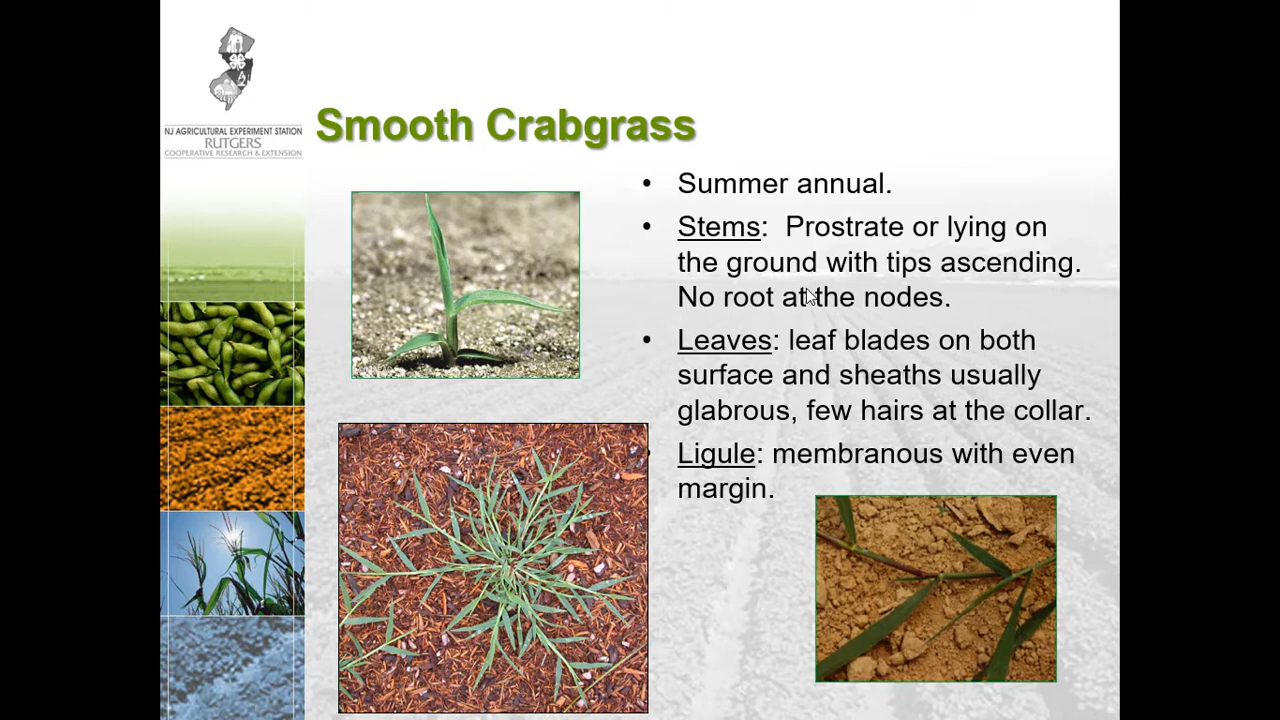 NJ AGRICULTURAL EXPERIMENT STATION
RUTGERS
COOPERATIVE RESEARCH & EXTENSION
Smooth Crabgrass
• Summer annual.
• Stems: Prostrate or lying on
the ground with tips ascending.
No root at the nodes.
• Leaves: leaf blades on both
surface and sheaths usually
glabrous, few hairs at the collar.
Ligule: membranous with even
margin.